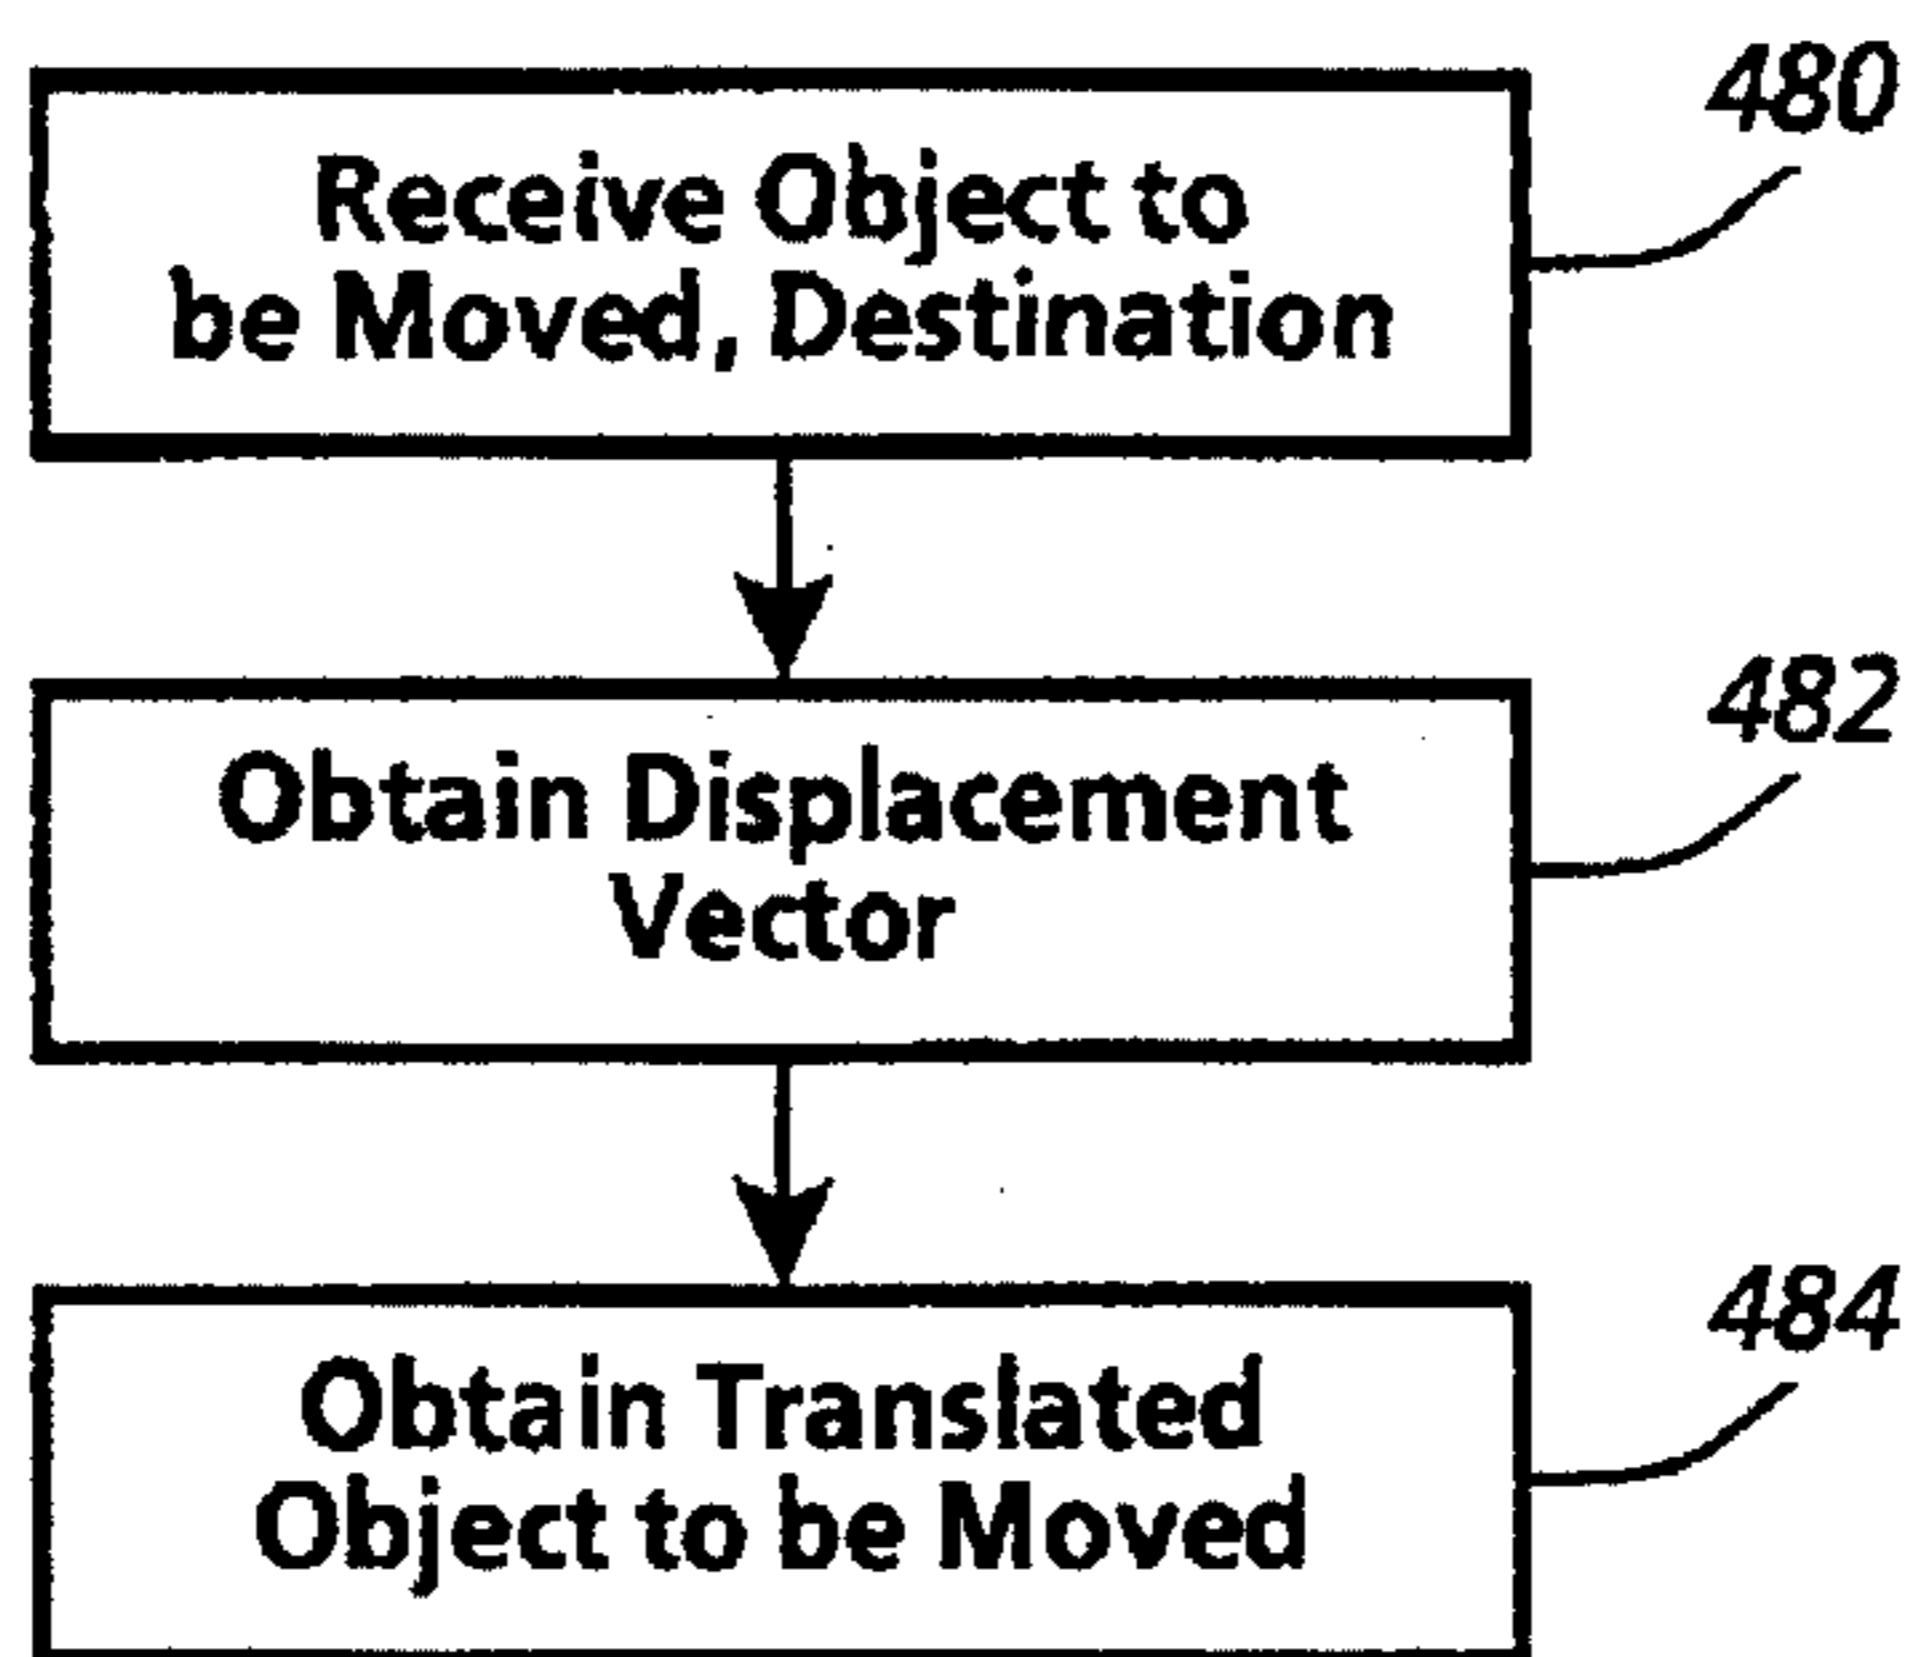 480
Receive Object to
be Moved, Destination
482
Obtain Displacement
Vector
484
Obtain Translated
Object to be Moved